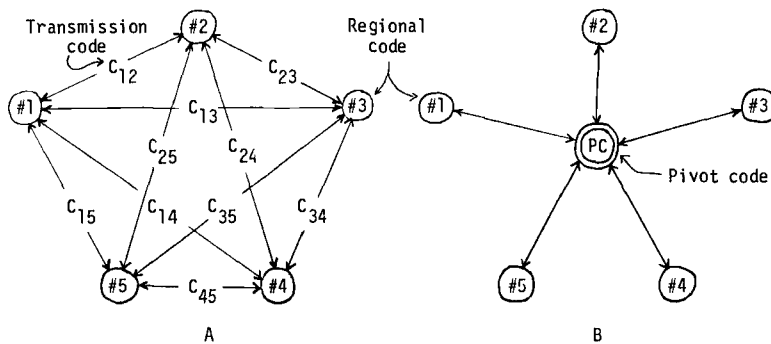 Transmission code
#2
Regional code
#2
C12
C23
#1
C13
#3
#1
#3
C25
C24
PC
Pivot code
C15
C14
C35
C34
#5
C45
#4
#5
#4
A
B